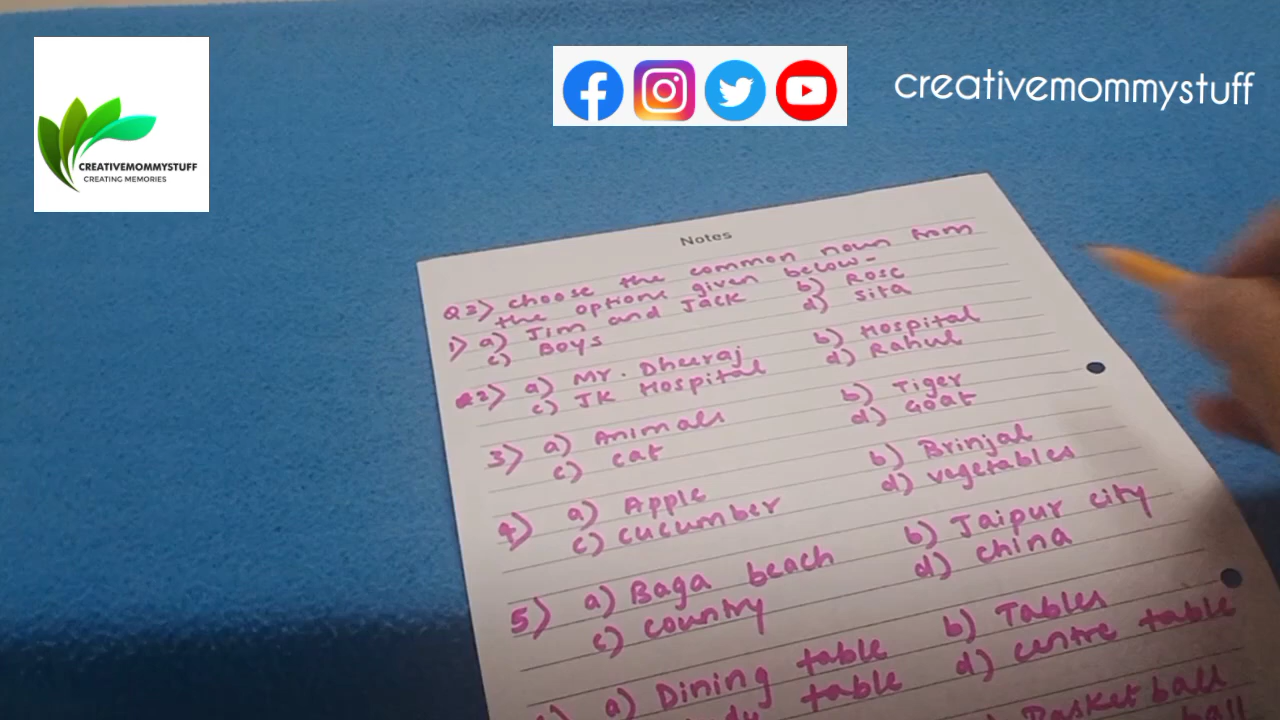 CREATIVEMOMMYSTUFF
CREATING MEMORIES
creativemommystuff
Notes
Q3) choose the common noun from
the options given below-
1) a) Jim and Jack b) Rose
c) Boys d) sita
2) a) Mr. Dheeraj b) Hospital
c) JK Hospital d) Rahul
3) a) Animals b) Tiger
c) cat d) Goat
4) a) Apple b) Brinjal
c) cucumber d) vegetables
5) a) Baga beach b) Jaipur city
c) country d) china
a) Dining table b) Tables
table d) centre table
Basketball
ball